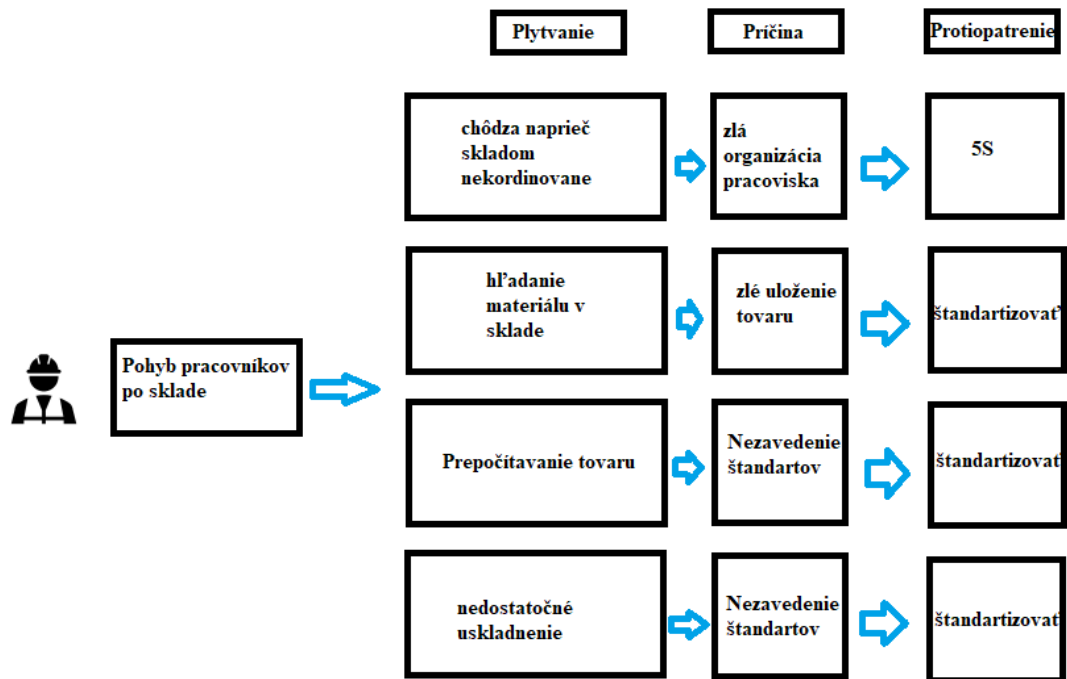 Plytvanie
Príčina
Protiopatrenie
chôdza naprieč
skladom
nekordinovane
zlá
organizácia
pracoviska
5S
hľadanie
materiálu v
sklade
zlé uloženie
tovaru
štandartizovať
Pohyb pracovníkov
po sklade
Prepočítavanie tovaru
Nezavedenie
štandartov
štandartizovať
nedostatočné
uskladnenie
Nezavedenie
štandartov
štandartizovať